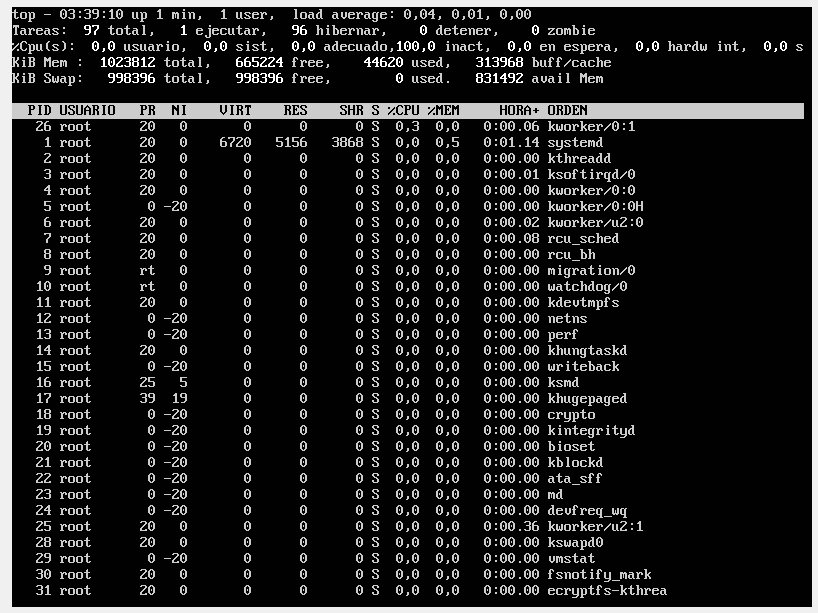 top - 03:39:10 up 1 min,  1 user,  load average: 0,04, 0,01, 0,00
Tareas:  97 total,   1 ejecutar,   96 hibernar,    0 detener,    0 zombie
%Cpu(s):  0,0 usuario,  0,0 sist,  0,0 adecuado,100,0 inact,  0,0 en espera,  0,0 hardw int,  0,0 s
KiB Mem :  1023812 total,   665224 free,    44620 used,   313968 buff/cache
KiB Swap:   998396 total,   998396 free,        0 used.   831492 avail Mem
PID USUARIO   PR  NI    VIRT    RES    SHR S %CPU %MEM     HORA+ ORDEN
26 root      20   0       0      0      0 S  0,3  0,0   0:00.06 kworker/0:1
1 root      20   0    6720   5156   3868 S  0,0  0,5   0:01.14 systemd
2 root      20   0       0      0      0 S  0,0  0,0   0:00.00 kthreadd
3 root      20   0       0      0      0 S  0,0  0,0   0:00.01 ksoftirqd/0
4 root      20   0       0      0      0 S  0,0  0,0   0:00.00 kworker/0:0
5 root       0 -20       0      0      0 S  0,0  0,0   0:00.00 kworker/0:0H
6 root      20   0       0      0      0 S  0,0  0,0   0:00.02 kworker/u2:0
7 root      20   0       0      0      0 S  0,0  0,0   0:00.08 rcu_sched
8 root      20   0       0      0      0 S  0,0  0,0   0:00.00 rcu_bh
9 root      rt   0       0      0      0 S  0,0  0,0   0:00.00 migration/0
10 root      rt   0       0      0      0 S  0,0  0,0   0:00.00 watchdog/0
11 root      20   0       0      0      0 S  0,0  0,0   0:00.00 kdevtmpfs
12 root       0 -20       0      0      0 S  0,0  0,0   0:00.00 netns
13 root       0 -20       0      0      0 S  0,0  0,0   0:00.00 perf
14 root      20   0       0      0      0 S  0,0  0,0   0:00.00 khungtaskd
15 root       0 -20       0      0      0 S  0,0  0,0   0:00.00 writeback
16 root      25   5       0      0      0 S  0,0  0,0   0:00.00 ksmd
17 root      39  19       0      0      0 S  0,0  0,0   0:00.00 khugepaged
18 root       0 -20       0      0      0 S  0,0  0,0   0:00.00 crypto
19 root       0 -20       0      0      0 S  0,0  0,0   0:00.00 kintegrityd
20 root       0 -20       0      0      0 S  0,0  0,0   0:00.00 bioset
21 root       0 -20       0      0      0 S  0,0  0,0   0:00.00 kblockd
22 root       0 -20       0      0      0 S  0,0  0,0   0:00.00 ata_sff
23 root       0 -20       0      0      0 S  0,0  0,0   0:00.00 md
24 root       0 -20       0      0      0 S  0,0  0,0   0:00.00 devfreq_wq
25 root      20   0       0      0      0 S  0,0  0,0   0:00.36 kworker/u2:1
28 root      20   0       0      0      0 S  0,0  0,0   0:00.00 kswapd0
29 root       0 -20       0      0      0 S  0,0  0,0   0:00.00 vmstat
30 root      20   0       0      0      0 S  0,0  0,0   0:00.00 fsnotify_mark
31 root      20   0       0      0      0 S  0,0  0,0   0:00.00 ecryptfs-kthrea